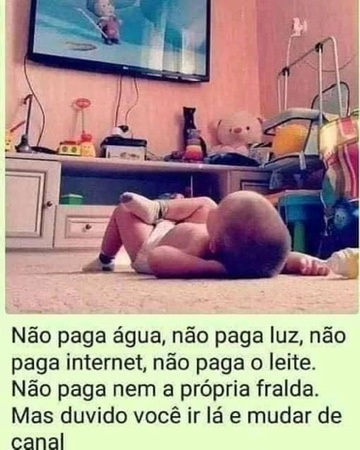 Não paga água, não paga luz, não
paga internet, não paga o leite.
Não paga nem a própria fralda.
Mas duvido você ir lá e mudar de
canal